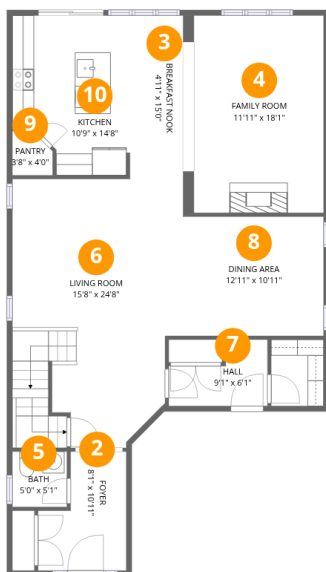 3
BREAKFAST NOOK
4'11" x 15'0"
4
FAMILY ROOM
11'11" x 18'1"
10
KITCHEN
10'9" x 14'8"
9
PANTRY
3'8" x 4'0"
8
DINING AREA
12'11" x 10'11"
6
LIVING ROOM
15'8" x 24'8"
7
HALL
9'1" x 6'1"
2
FOYER
8'1" x 10'11"
5
BATH
5'0" x 5'1"